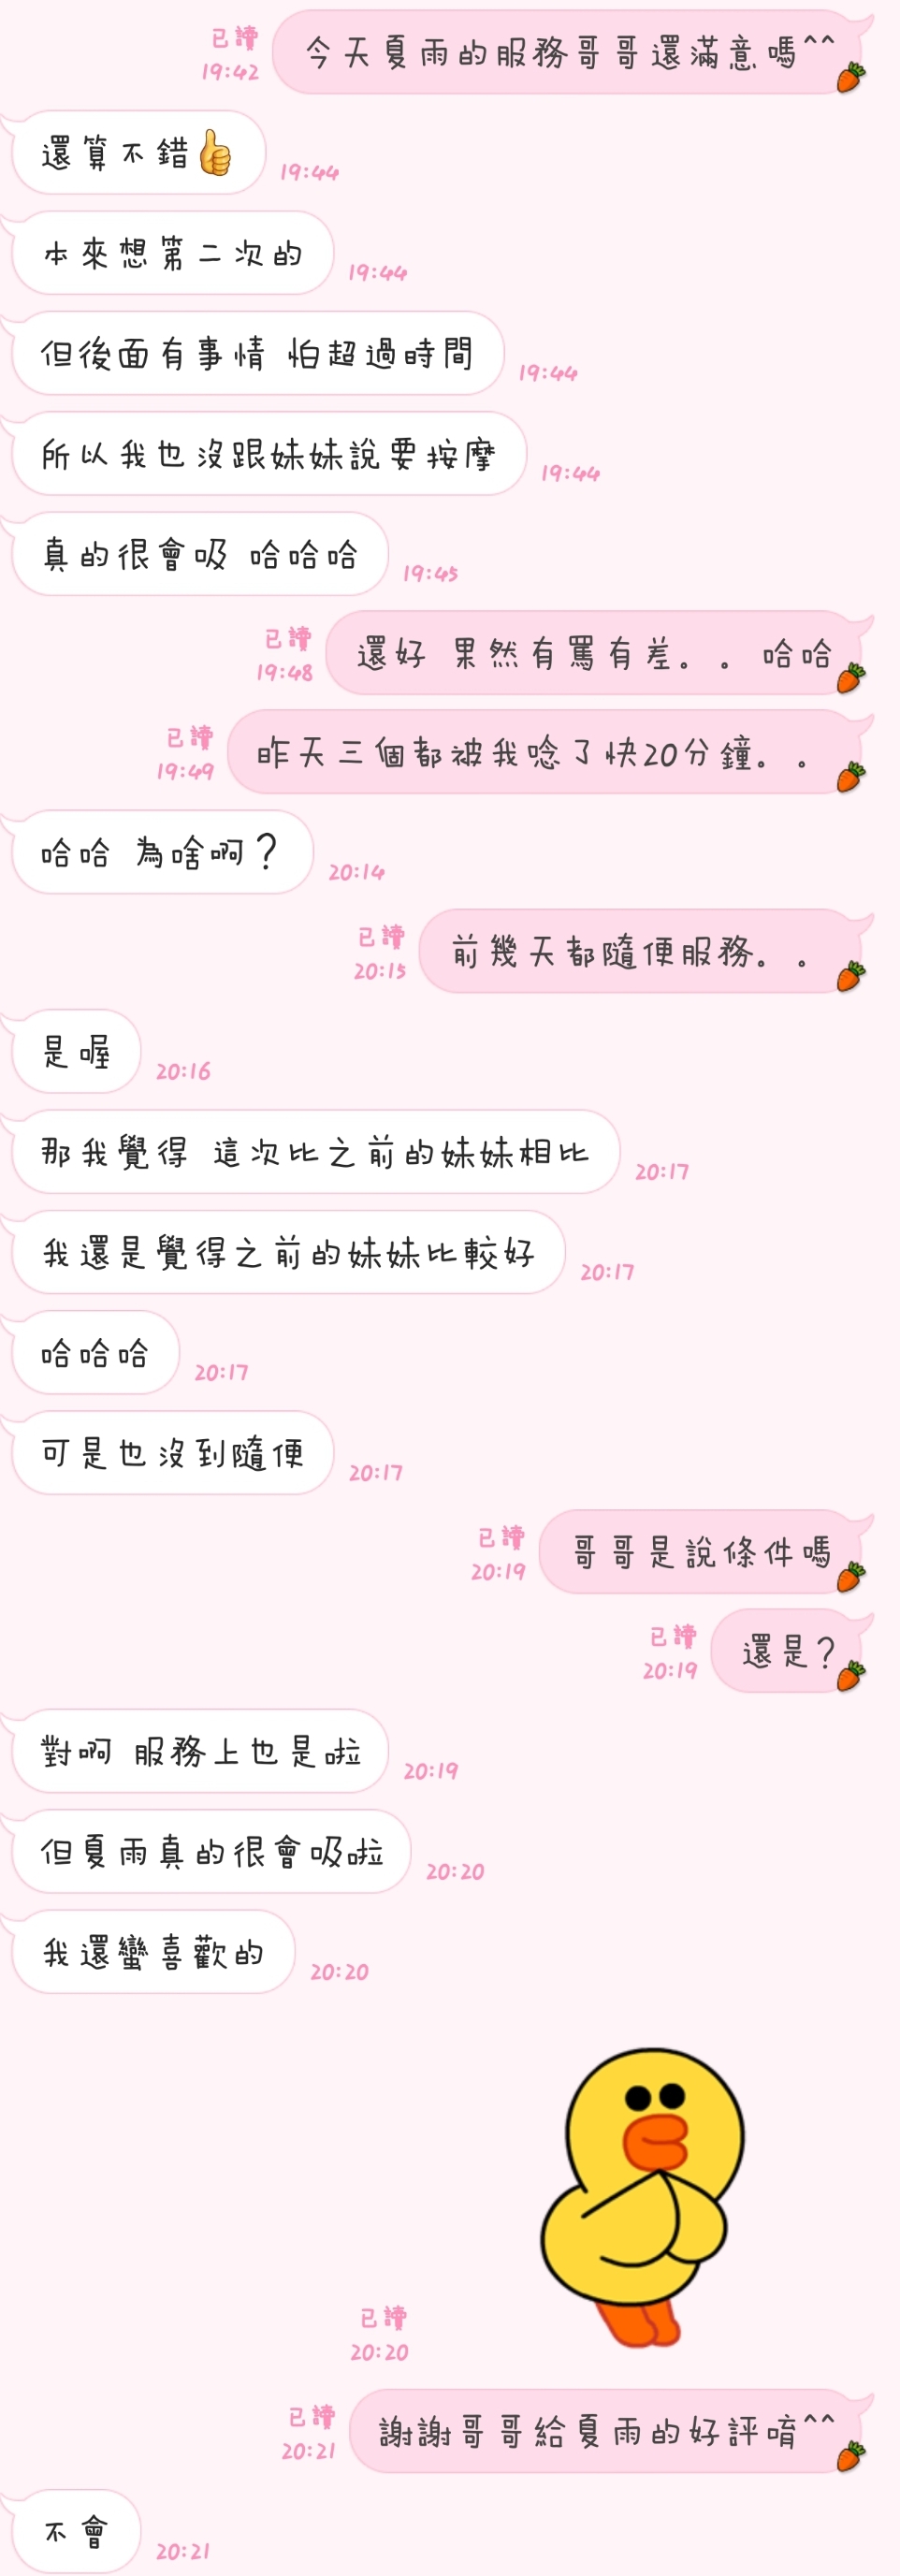 今天夏雨的服務哥哥還滿意嗎^^
已讀
19:42
還算不錯👍
19:44
本來想第二次的
19:44
但後面有事情 怕超過時間
19:44
所以我也沒跟妹妹說要按摩
19:44
真的很會吸 哈哈哈
19:45
還好 果然有罵有差。。哈哈
已讀
19:48
昨天三個都被我唸了快20分鐘。。
已讀
19:49
哈哈 為啥啊？
20:14
前幾天都隨便服務。。
已讀
20:15
是喔
20:16
那我覺得 這次比之前的妹妹相比
20:17
我還是覺得之前的妹妹比較好
20:17
哈哈哈
20:17
可是也沒到隨便
20:17
哥哥是說條件嗎
已讀
20:19
還是?
已讀
20:19
對啊 服務上也是啦
20:19
但夏雨真的很會吸啦
20:20
我還蠻喜歡的
20:20
已讀
20:20
謝謝哥哥給夏雨的好評唷^^
已讀
20:21
不會
20:21